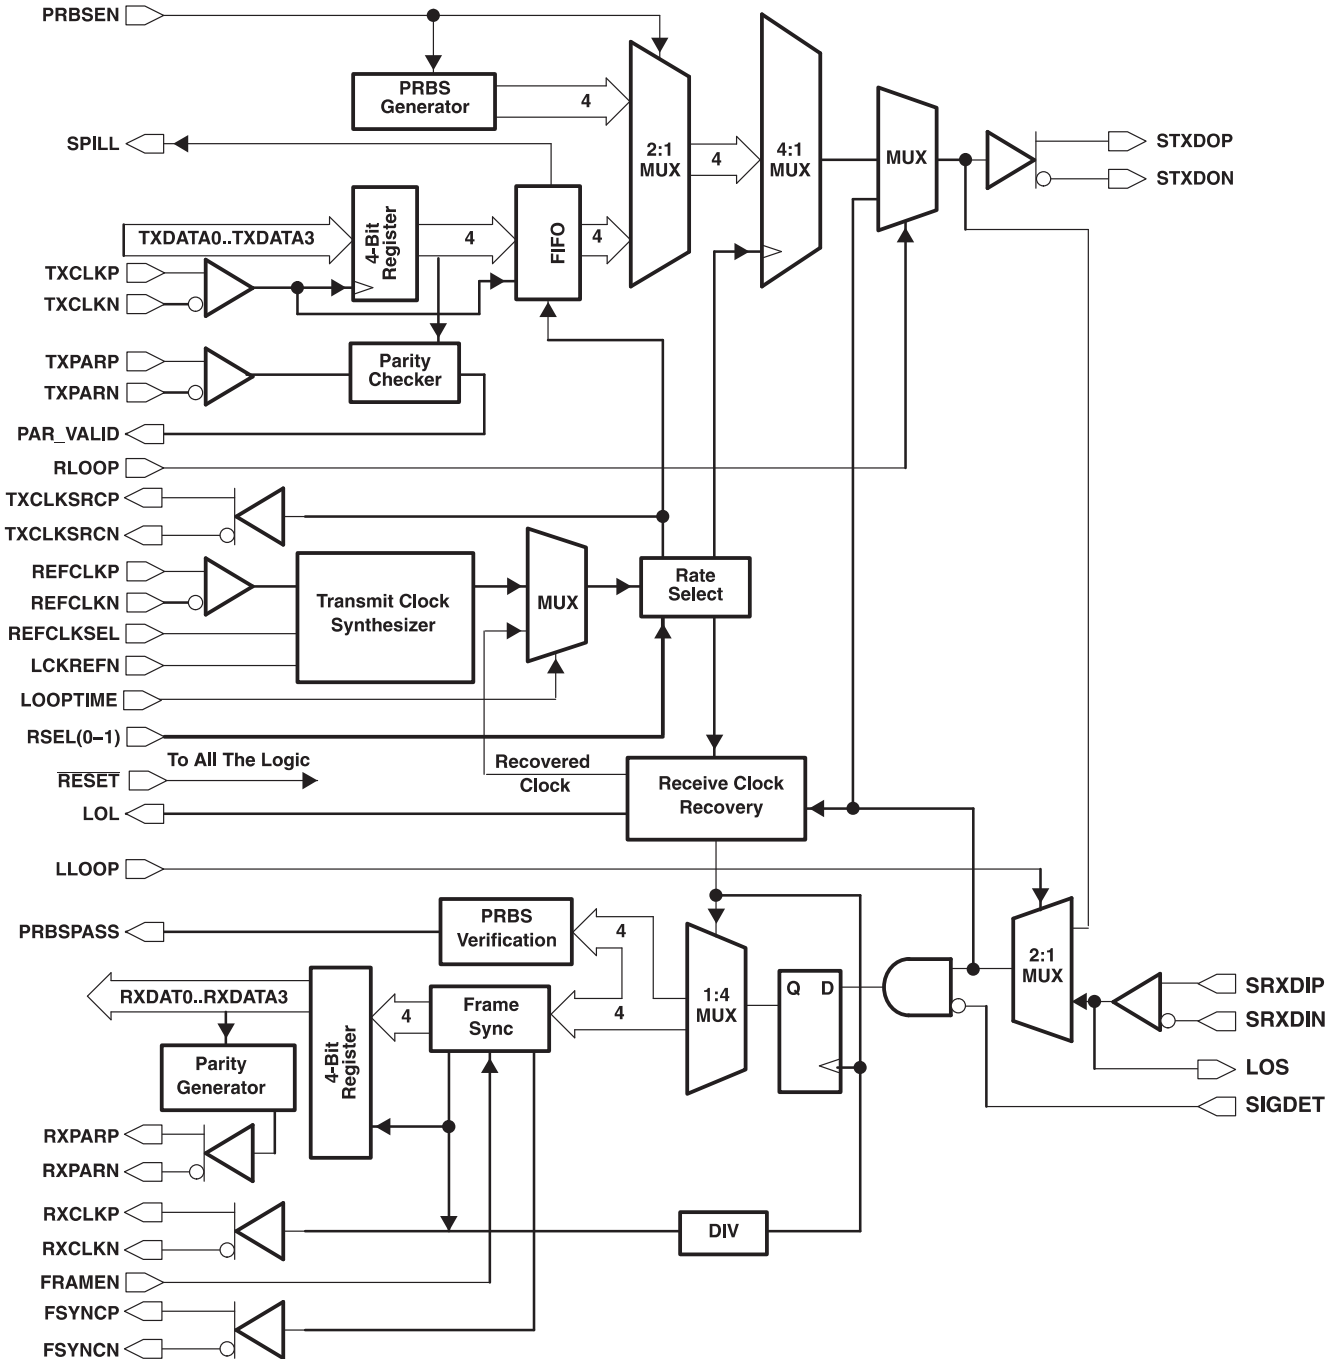 PRBSEN
PRBS
Generator
4
SPILL
2:1
MUX
4
4:1
MUX
MUX
STXDOP
STXDON
TXDATA0..TXDATA3
4-Bit
Register
4
FIFO
4
TXCLKP
TXCLKN
TXPARP
TXPARN
Parity
Checker
PAR_VALID
RLOOP
TXCLKSRCP
TXCLKSRCN
REFCLKP
REFCLKN
REFCLKSEL
LCKREFN
Transmit Clock
Synthesizer
MUX
Rate
Select
LOOPTIME
RSEL(0–1)
To All The Logic
RESET
Recovered
Clock
Receive Clock
Recovery
LOL
LLOOP
PRBSPASS
PRBS
Verification
4
2:1
MUX
SRXDIP
SRXDIN
LOS
SIGDET
RXDAT0..RXDATA3
4-Bit
Register
4
Frame
Sync
4
1:4
MUX
Q D
Parity
Generator
RXPARP
RXPARN
RXCLKP
RXCLKN
DIV
FRAMEN
FSYNCP
FSYNCN